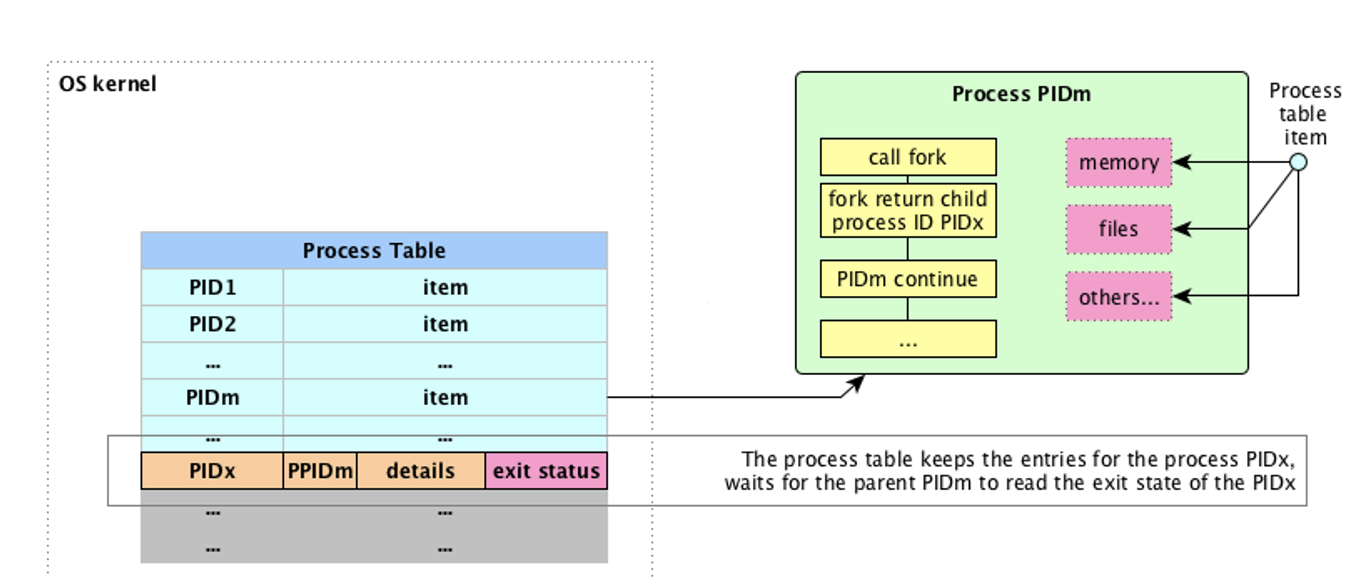 OS kernel
Process Table
PID1 item
PID2 item
... ...
PIDm item
... ...
PIDx PPIDm details exit status
... ...
... ...
Process PIDm
call fork
fork return child
process ID PIDx
PIDm continue
...
memory
files
others...
Process
table
item
The process table keeps the entries for the process PIDx,
waits for the parent PIDm to read the exit state of the PIDx